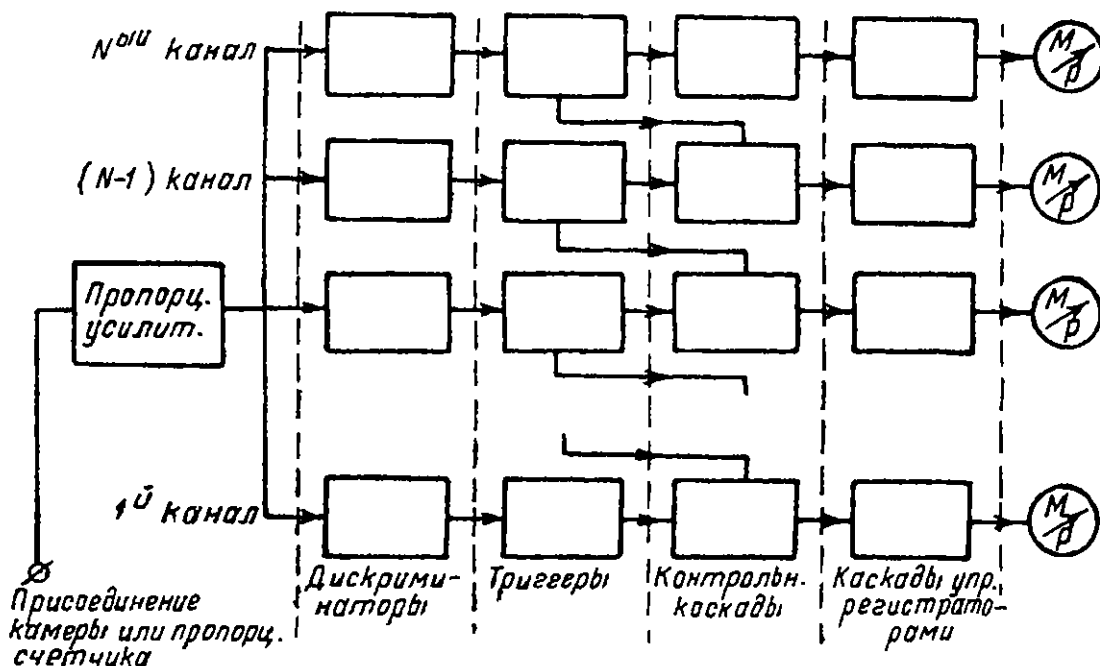 Nый канал
М
Р
(N-1) канал
М
Р
Пропорц.
усилит.
М
Р
1й канал
М
Р
Присоединение
камеры или пропорц.
счетчика
Дискрими-
наторы
Триггеры
Контрольн.
каскады
Каскады упр.
регистрато-
рами